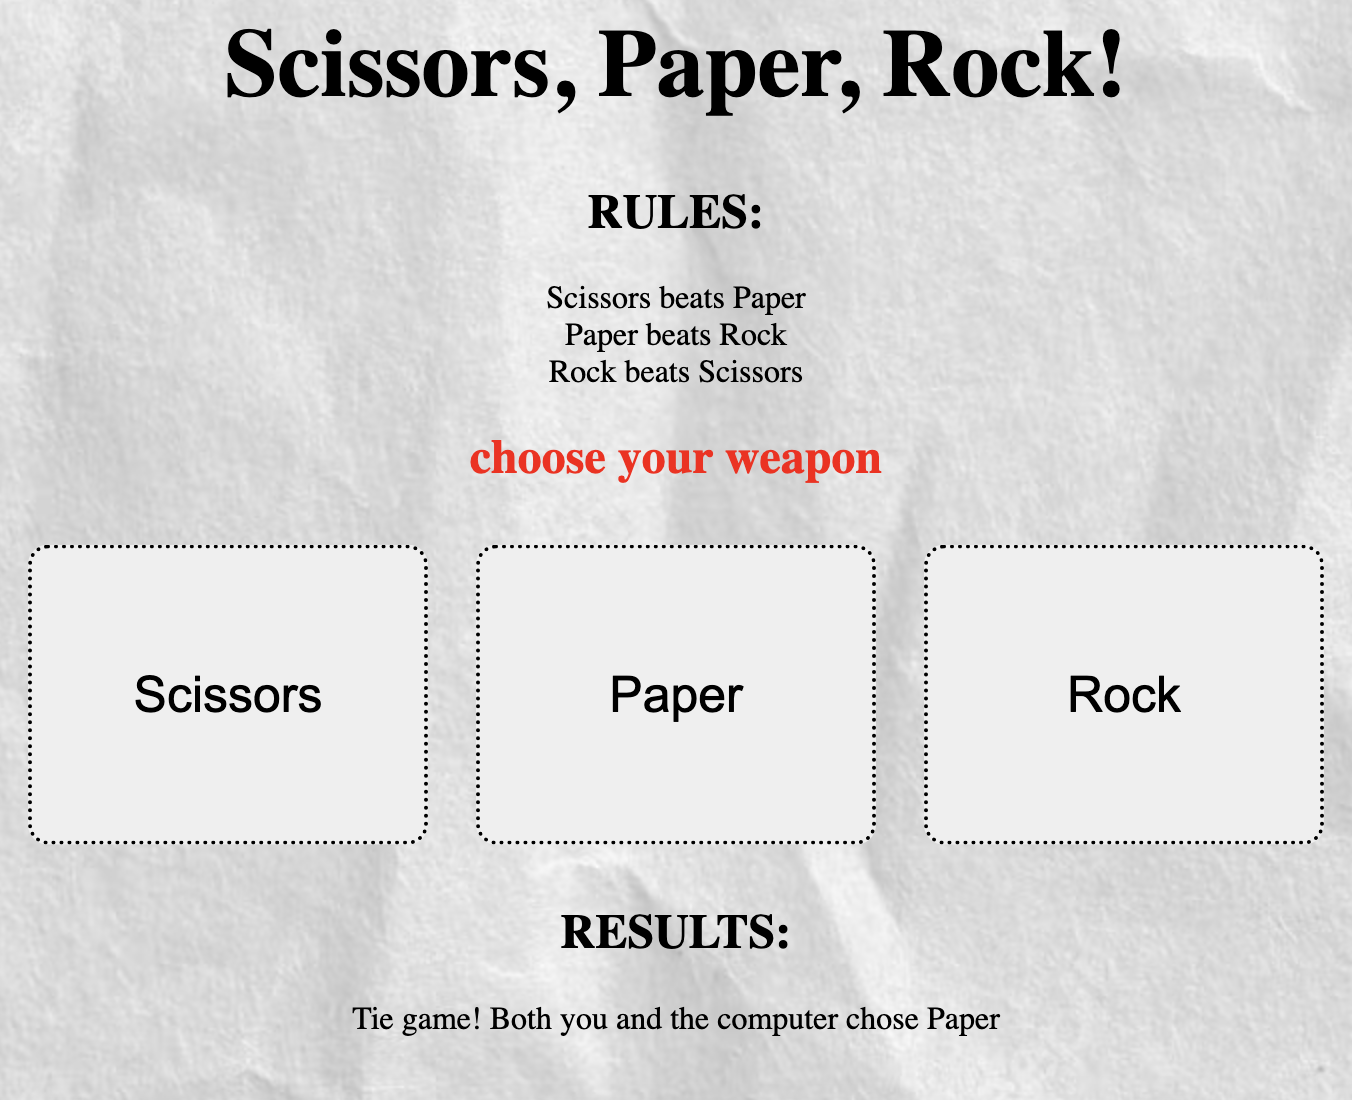 Scissors, Paper, Rock!
RULES:
Scissors beats Paper
Paper beats Rock
Rock beats Scissors
choose your weapon
Scissors
Paper
Rock
RESULTS:
Tie game! Both you and the computer chose Paper